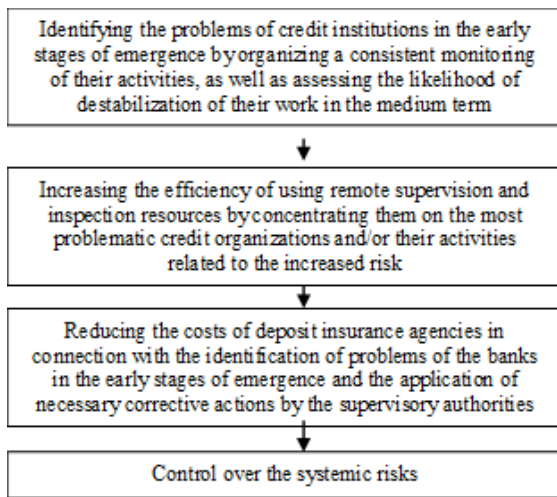 Identifying the problems of credit institutions in the early
stages of emergence by organizing a consistent monitoring
of their activities, as well as assessing the likelihood of
destabilization of their work in the medium term
Increasing the efficiency of using remote supervision and
inspection resources by concentrating them on the most
problematic credit organizations and/or their activities
related to the increased risk
Reducing the costs of deposit insurance agencies in
connection with the identification of problems of the banks
in the early stages of emergence and the application of
necessary corrective actions by the supervisory authorities
Control over the systemic risks